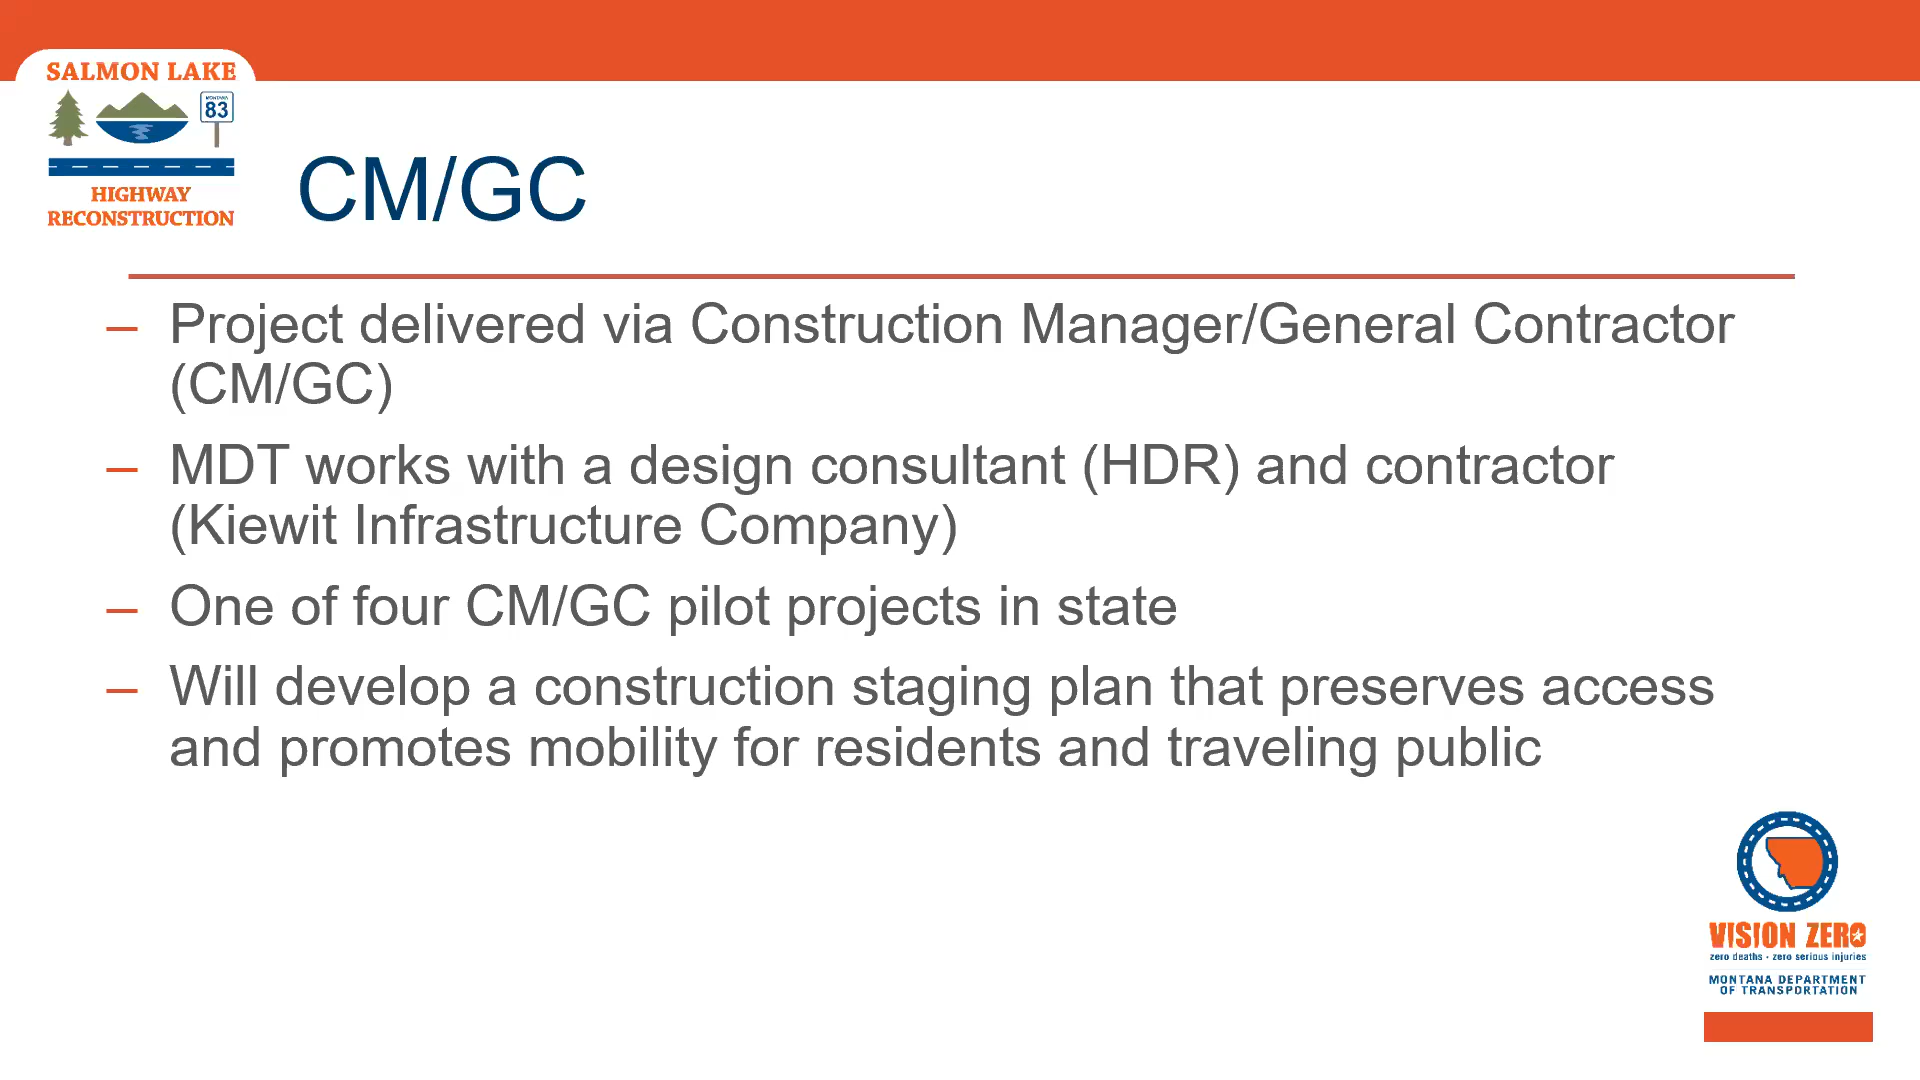 SALMON LAKE
MONTANA
83
HIGHWAY
RECONSTRUCTION
CM/GC
– Project delivered via Construction Manager/General Contractor
(CM/GC)
– MDT works with a design consultant (HDR) and contractor
(Kiewit Infrastructure Company)
– One of four CM/GC pilot projects in state
– Will develop a construction staging plan that preserves access
and promotes mobility for residents and traveling public
VISION ZERO
zero deaths · zero serious injuries
MONTANA DEPARTMENT
OF TRANSPORTATION